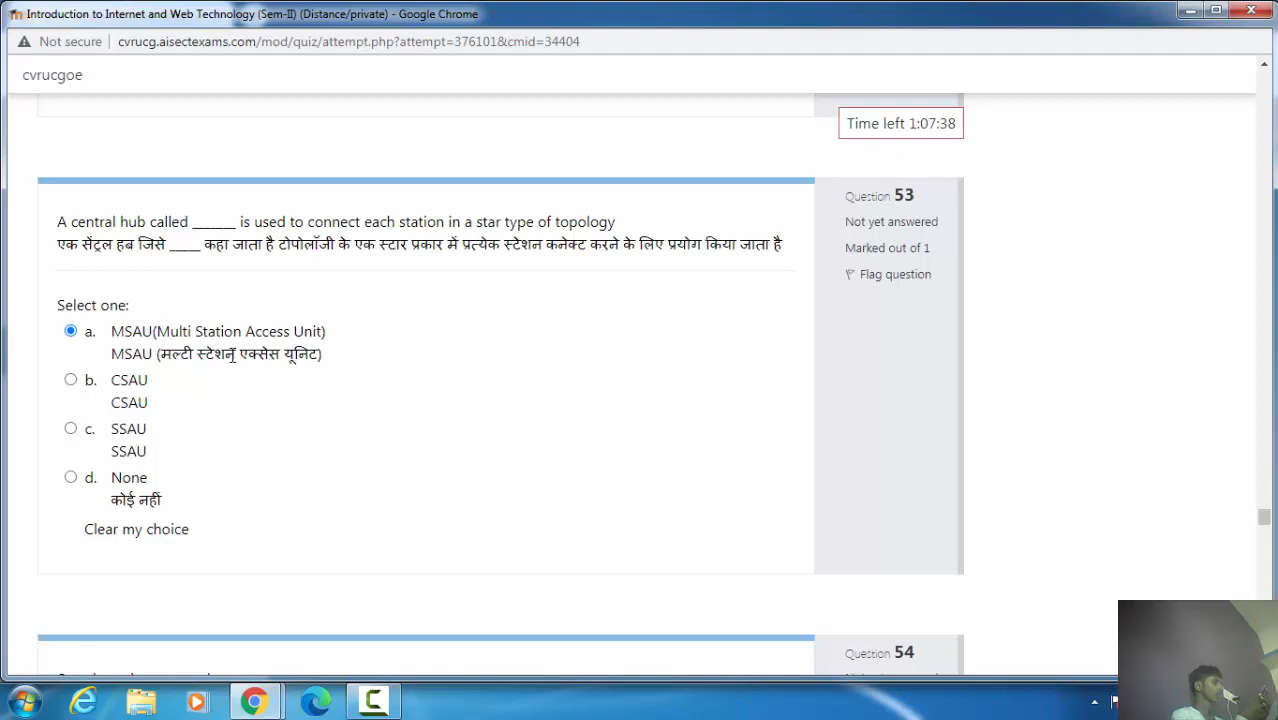 Introduction to Internet and Web Technology (Sem-II) (Distance/private) - Google Chrome
Not secure | cvrucg.aisectexams.com/mod/quiz/attempt.php?attempt=376101&cmid=34404
cvrucgoe
Time left 1:07:38
A central hub called ______ is used to connect each station in a star type of topology
एक सेंट्रल हब जिसे _____ कहा जाता है टोपोलॉजी के एक स्टार प्रकार में प्रत्येक स्टेशन कनेक्ट करने के लिए प्रयोग किया जाता है
Question 53
Not yet answered
Marked out of 1
Flag question
Select one:
a. MSAU(Multi Station Access Unit)
MSAU (मल्टी स्टेशन एक्सेस यूनिट)
b. CSAU
CSAU
c. SSAU
SSAU
d. None
कोई नहीं
Clear my choice
Question 54